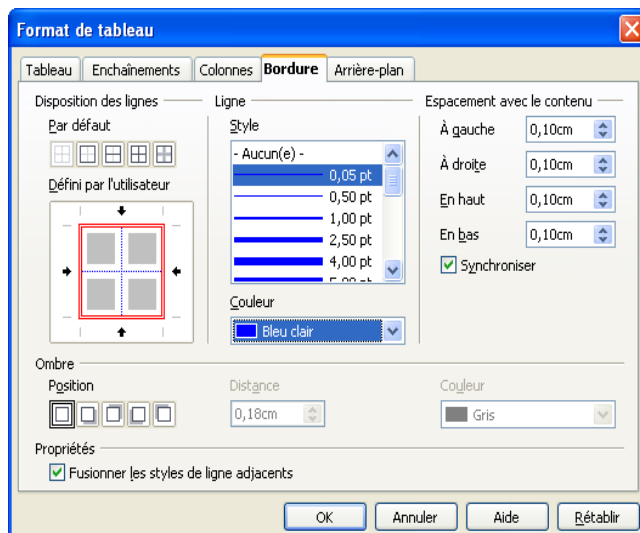 Format de tableau
Tableau Enchaînements Colonnes Bordure Arrière-plan
Disposition des lignes
Par défaut
Défini par l'utilisateur
Ligne
Style
- Aucun(e) -
0,05 pt
0,50 pt
1,00 pt
2,50 pt
4,00 pt
Couleur
Bleu clair
Espacement avec le contenu
À gauche 0,10cm
À droite 0,10cm
En haut 0,10cm
En bas 0,10cm
Synchroniser
Ombre
Position
Distance
0,18cm
Couleur
Gris
Propriétés
Fusionner les styles de ligne adjacents
OK Annuler Aide Rétablir